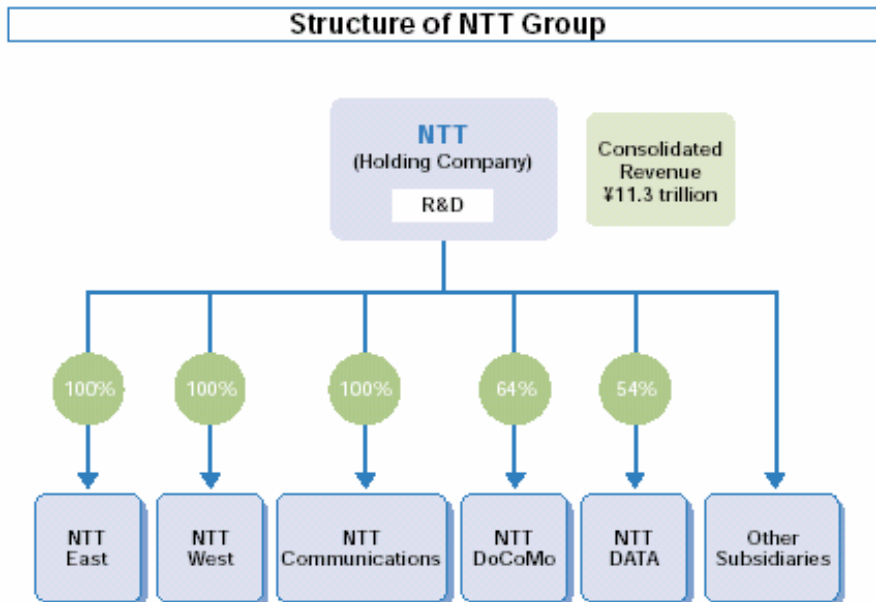 Structure of NTT Group
NTT
(Holding Company)
R&D
Consolidated
Revenue
¥11.3 trillion
100%
100%
100%
64%
54%
NTT
East
NTT
West
NTT
Communications
NTT
DoCoMo
NTT
DATA
Other
Subsidiaries